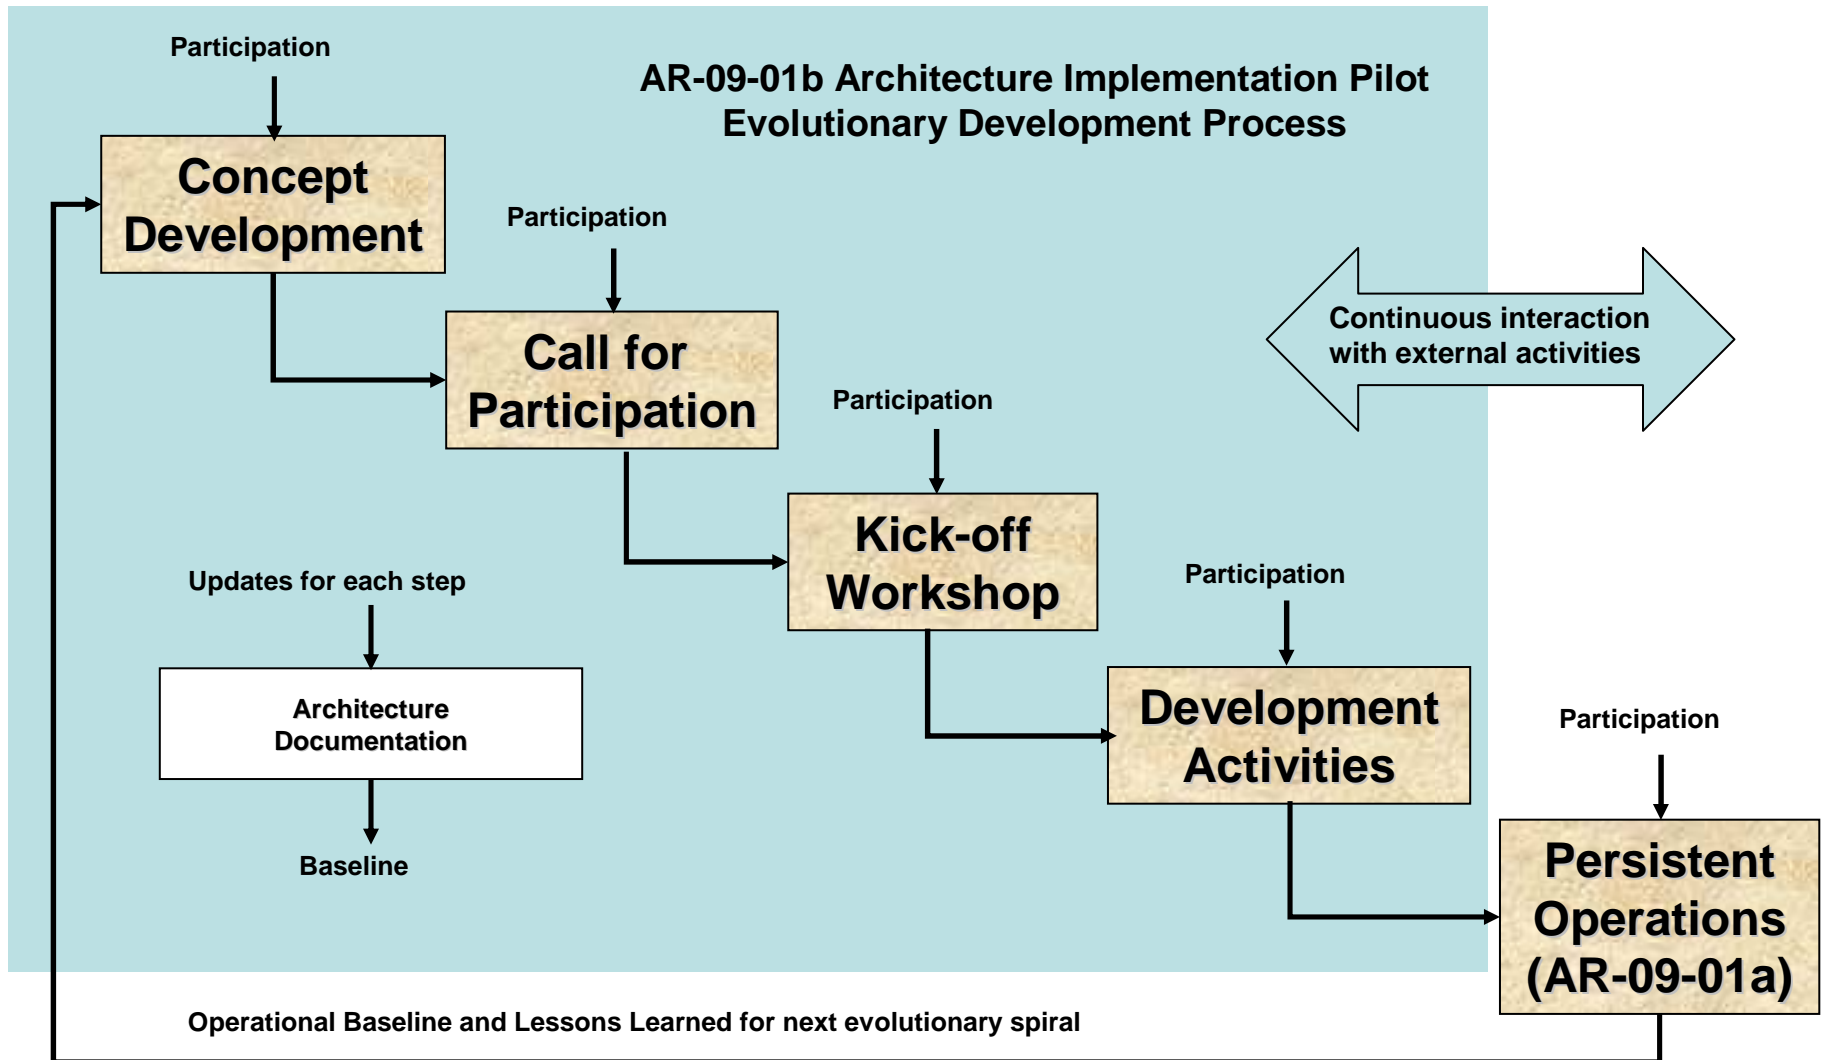 Participation
AR-09-01b Architecture Implementation Pilot
Evolutionary Development Process
Concept
Development
Participation
Call for
Participation
Continuous interaction
with external activities
Participation
Kick-off
Workshop
Updates for each step
Participation
Architecture
Documentation
Development
Activities
Participation
Baseline
Persistent
Operations
(AR-09-01a)
Operational Baseline and Lessons Learned for next evolutionary spiral